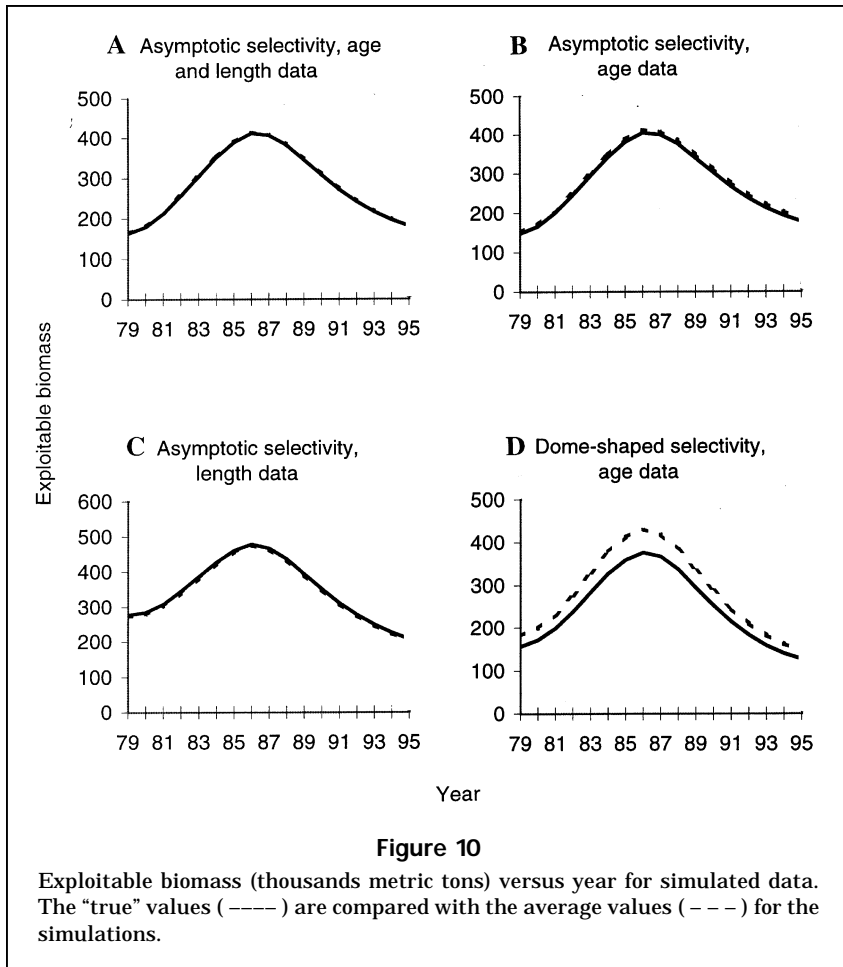 A Asymptotic selectivity, age
and length data
500
400
300
200
100
0
79 81 83 85 87 89 91 93 95
B Asymptotic selectivity,
age data
500
400
300
200
100
0
79 81 83 85 87 89 91 93 95
Exploitable biomass
C Asymptotic selectivity,
length data
600
500
400
300
200
100
0
79 81 83 85 87 89 91 93 95
D Dome-shaped selectivity,
age data
500
400
300
200
100
0
79 81 83 85 87 89 91 93 95
Year
Figure 10
Exploitable biomass (thousands metric tons) versus year for simulated data.
The “true” values ( –––– ) are compared with the average values ( – – – ) for the
simulations.